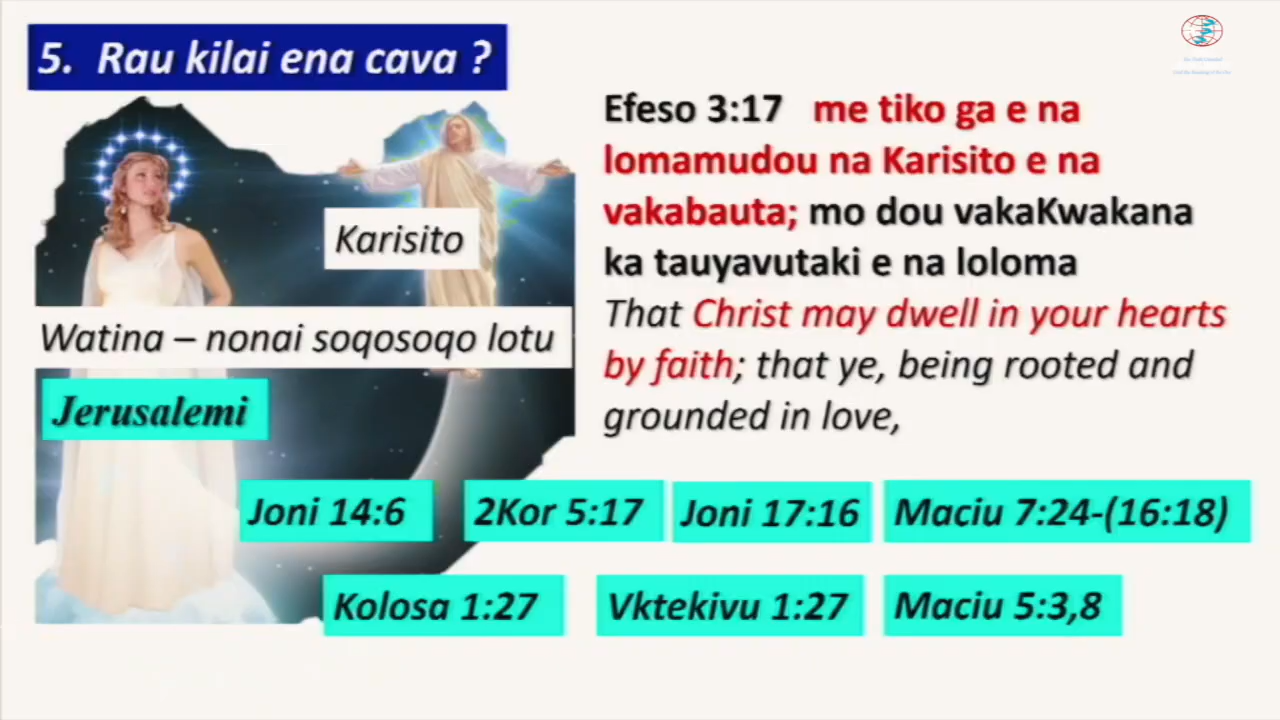 5. Rau kilai ena cava ?
Efeso 3:17 me tiko ga e na
lomamudou na Karisito e na
vakabauta; mo dou vakaKwakana
ka tauyavutaki e na loloma
That Christ may dwell in your hearts
by faith; that ye, being rooted and
grounded in love,
Karisito
Watina – nonai soqosoqo lotu
Jerusalemi
Joni 14:6
2Kor 5:17
Joni 17:16
Maciu 7:24-(16:18)
Kolosa 1:27
Vktekivu 1:27
Maciu 5:3,8